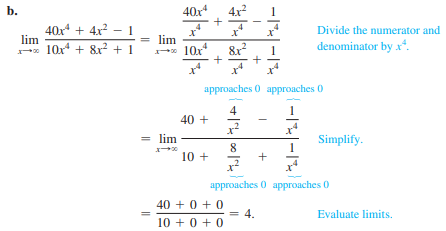 b.
lim x→∞ (40x⁴ + 4x² − 1)/(10x⁴ + 8x² + 1) = lim x→∞ (40x⁴/x⁴ + 4x²/x⁴ − 1/x⁴)/(10x⁴/x⁴ + 8x²/x⁴ + 1/x⁴) Divide the numerator and
denominator by x⁴.
approaches 0 approaches 0
= lim x→∞ (40 + 4/x² − 1/x⁴)/(10 + 8/x² + 1/x⁴) Simplify.
approaches 0 approaches 0
= (40 + 0 + 0)/(10 + 0 + 0) = 4. Evaluate limits.